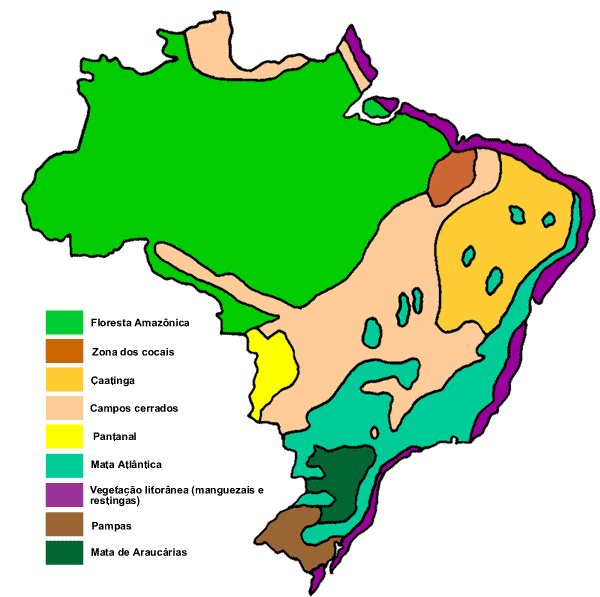 Floresta Amazônica
Zona dos cocais
Caatinga
Campos cerrados
Pantanal
Mata Atlântica
Vegetação litorânea (manguezais e
restingas)
Pampas
Mata de Araucárias